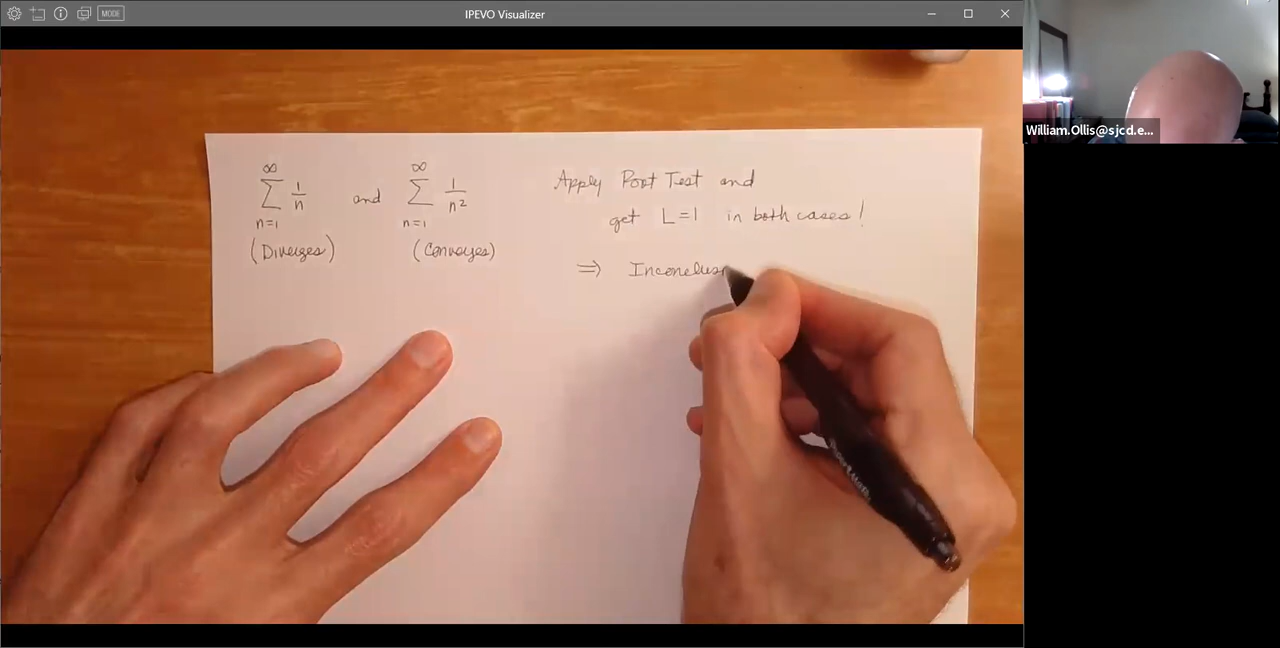 MODE
IPEVO Visualizer
William.Ollis@sjcd.e...
∞ ∑ n=1 1/n and ∞ ∑ n=1 1/n²
(Diverges) (Converges)
Apply Root Test and
get L=1 in both cases!
⇒ Inconclus